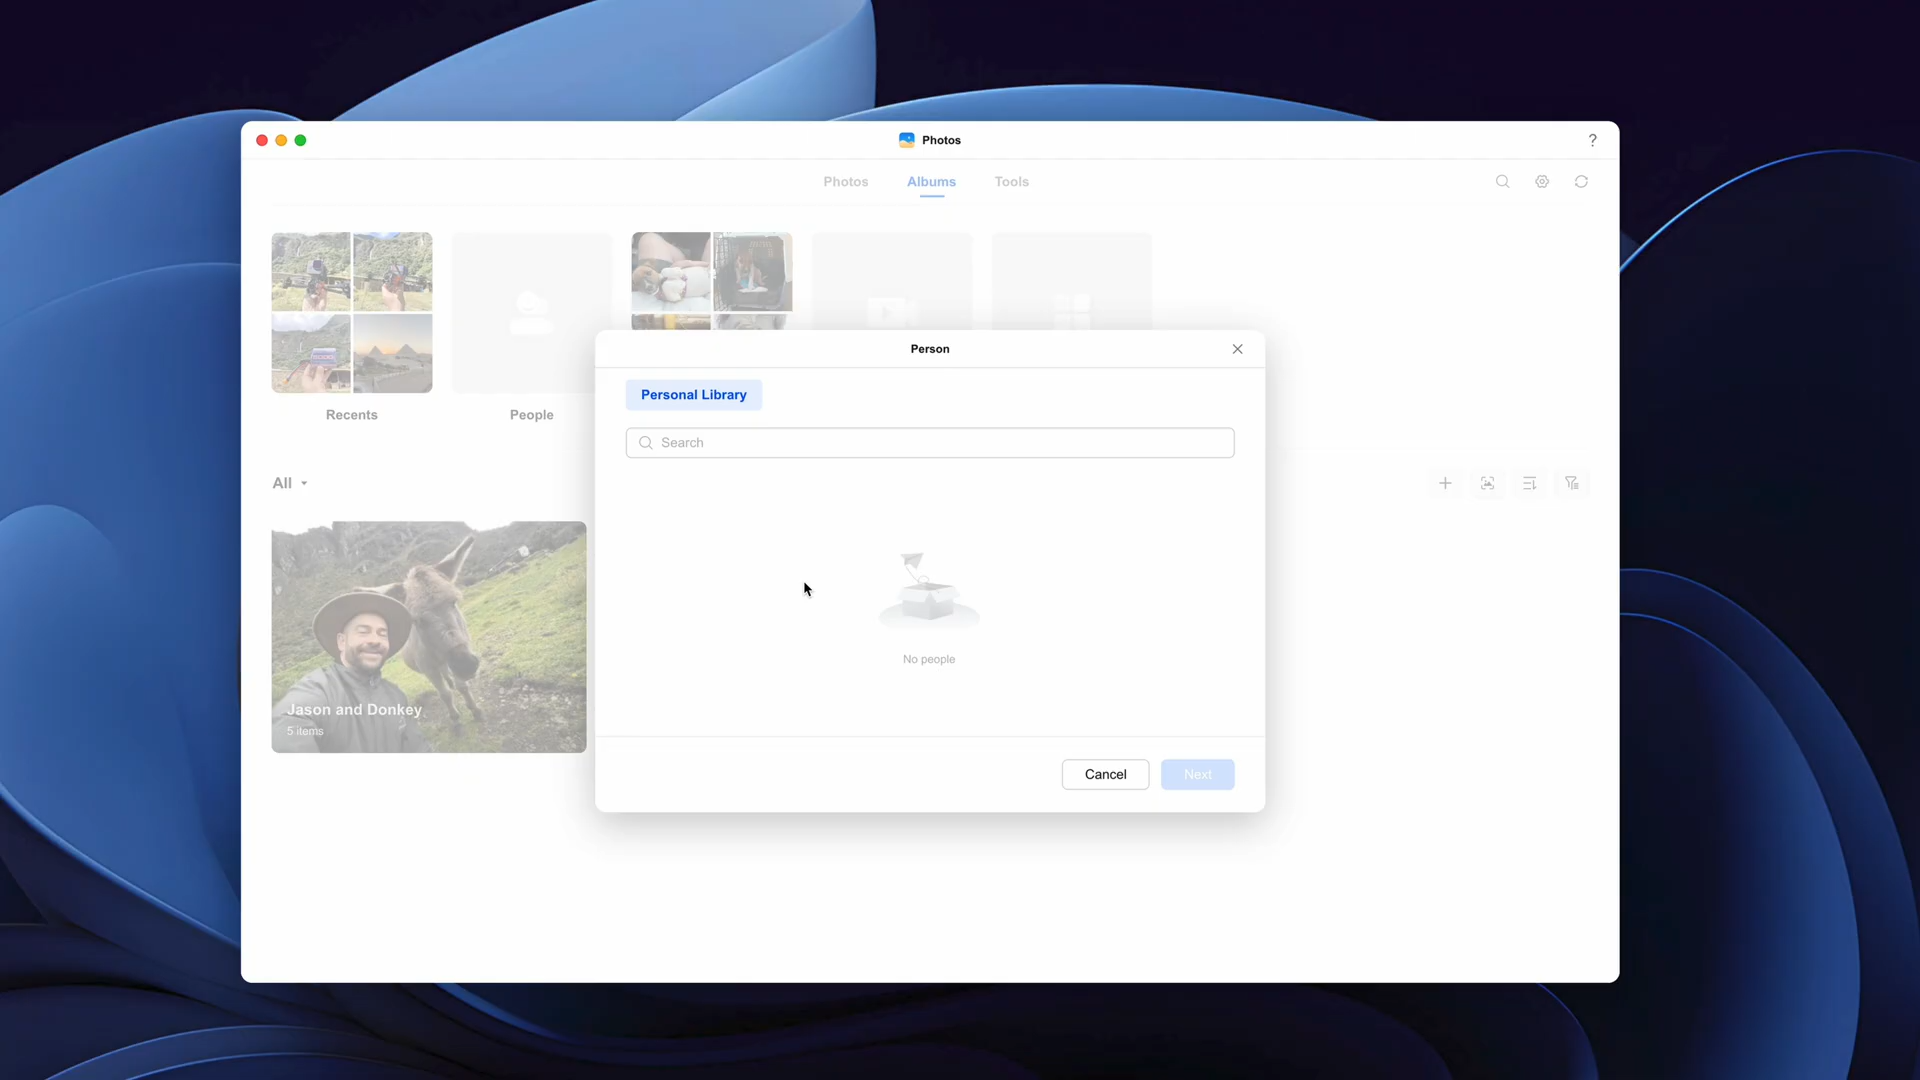 Photos
?
Photos
Albums
Tools
Recents
People
Person
Personal Library
Search
All
No people
Jason and Donkey
5 items
Cancel
Next